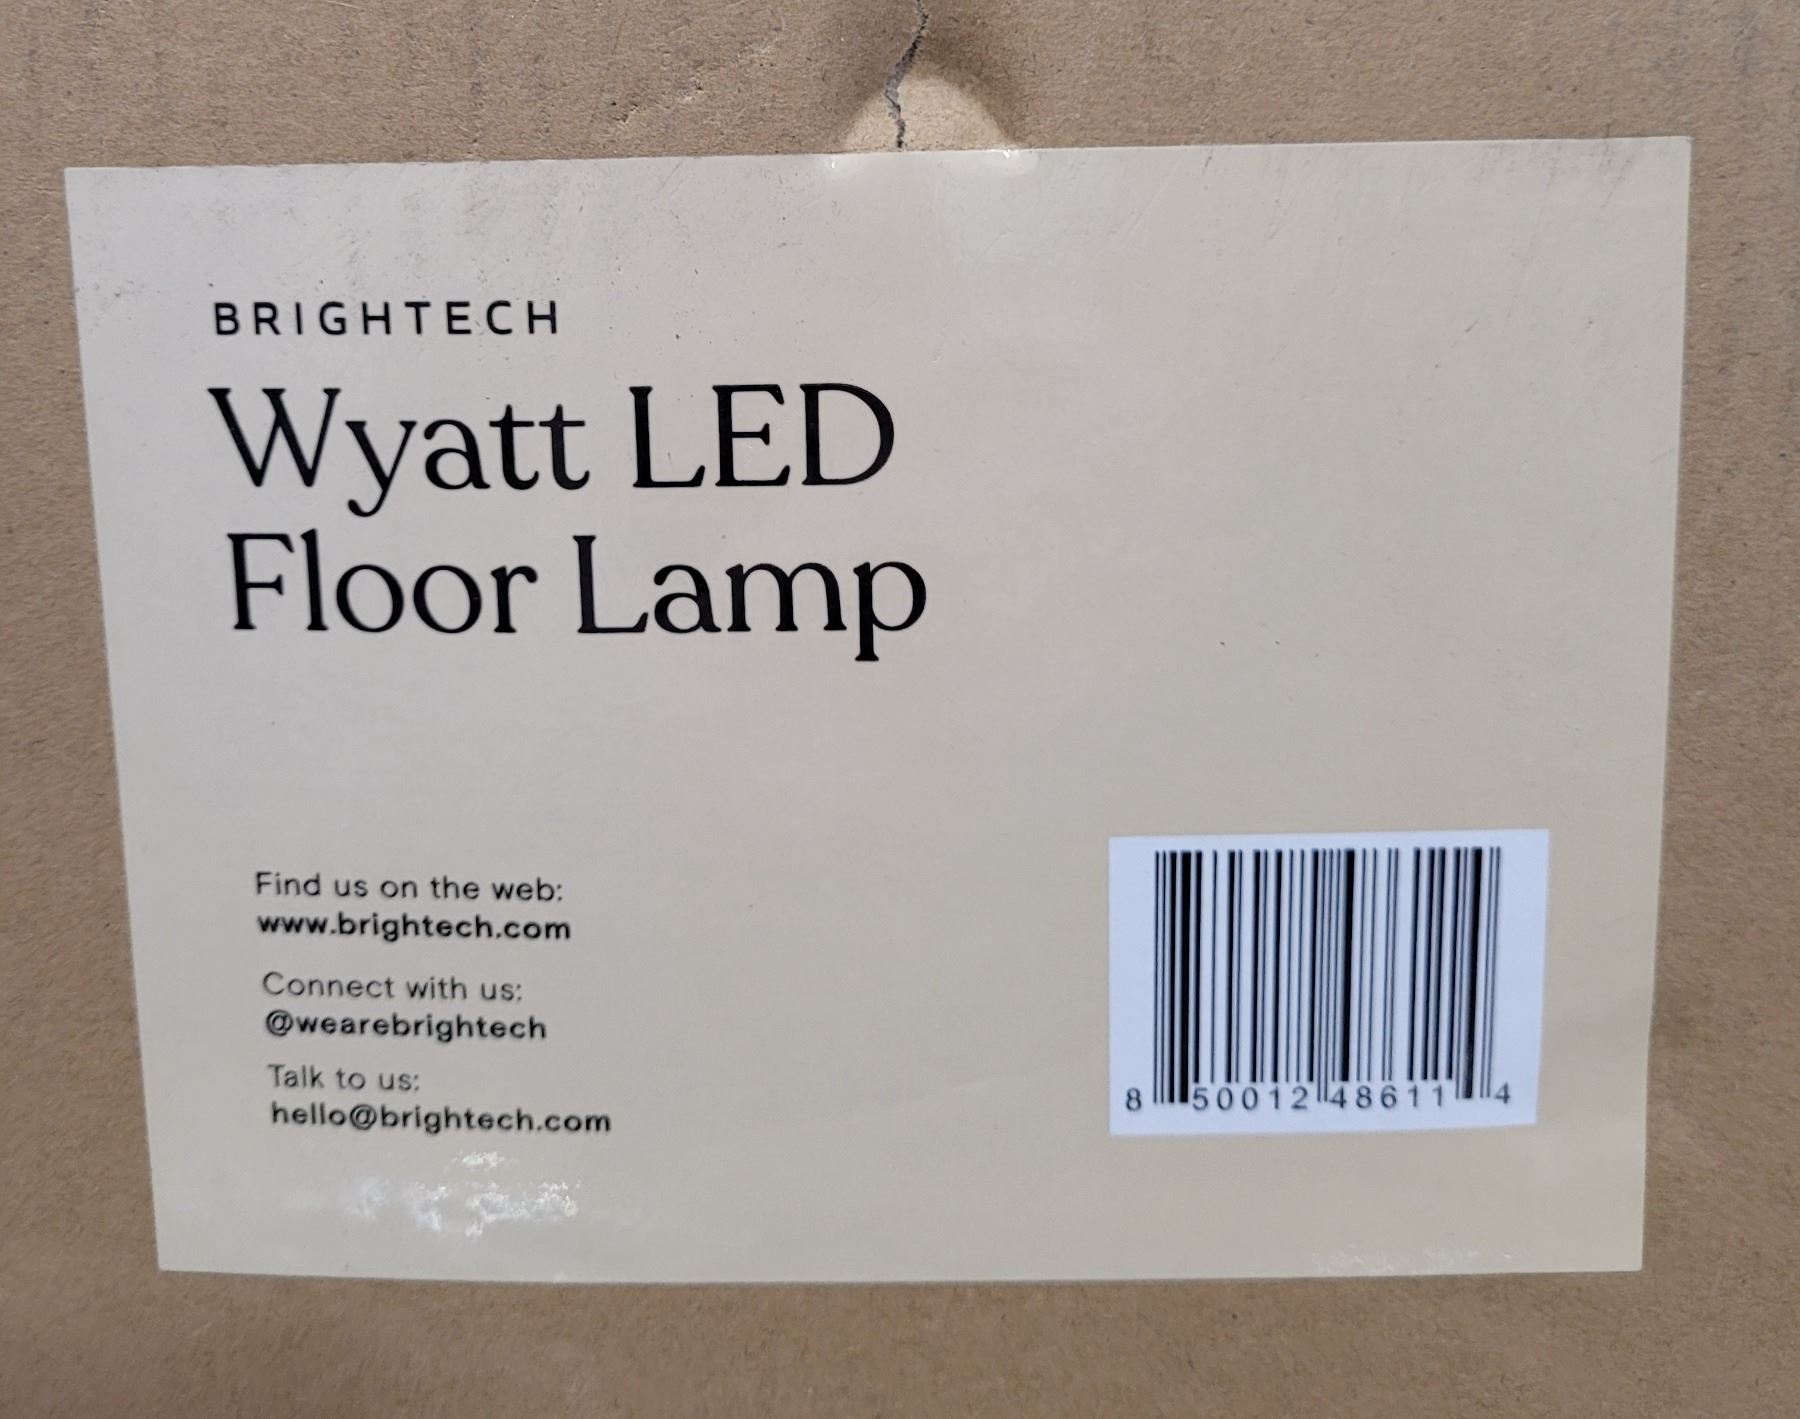 BRIGHTECH
Wyatt LED
Floor Lamp
Find us on the web:
www.brightech.com
Connect with us:
@wearebrightech
Talk to us:
hello@brightech.com
8 50012 48611 4